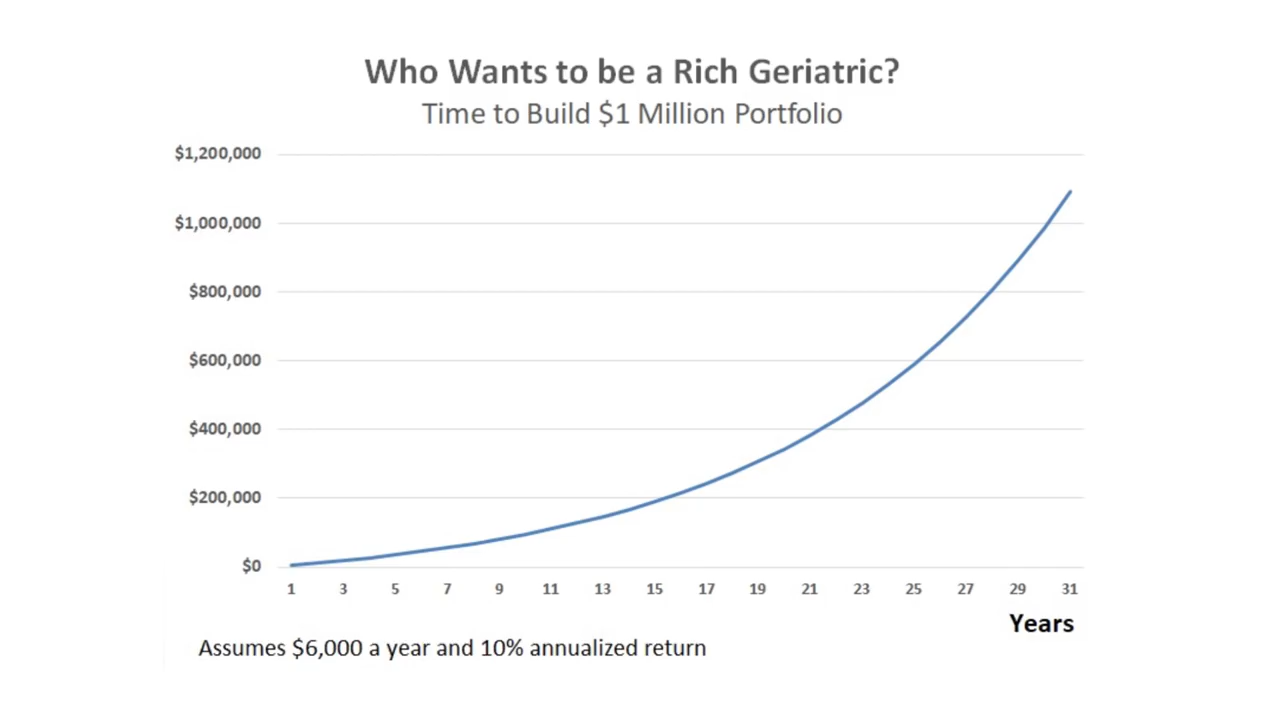 Who Wants to be a Rich Geriatric?
Time to Build $1 Million Portfolio
$1,200,000
$1,000,000
$800,000
$600,000
$400,000
$200,000
$0
1 3 5 7 9 11 13 15 17 19 21 23 25 27 29 31
Years
Assumes $6,000 a year and 10% annualized return